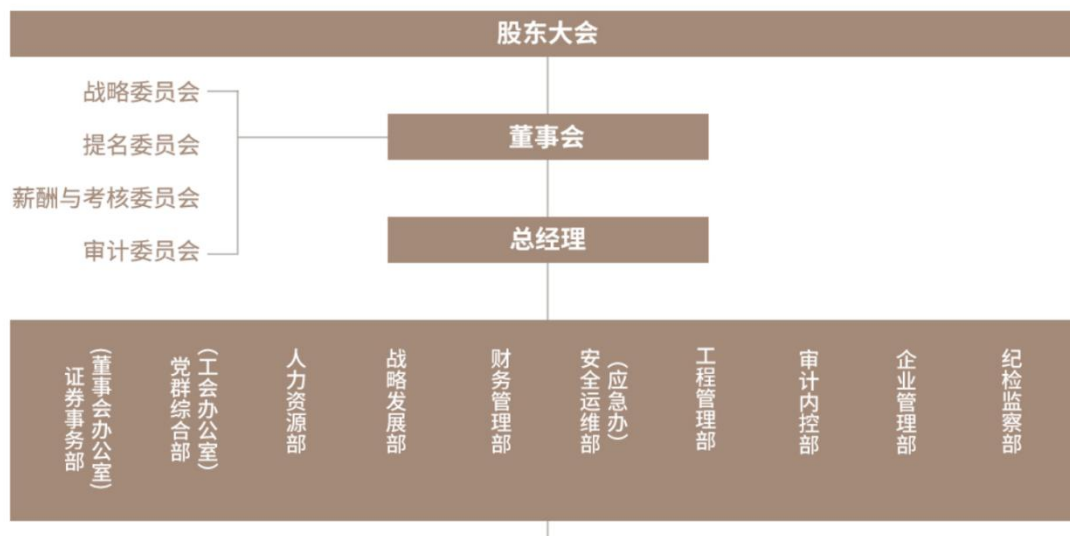 股东大会
战略委员会
提名委员会
薪酬与考核委员会
审计委员会
董事会
总经理
证券事务部
(董事会办公室)
党群综合部
(工会办公室)
人力资源部
战略发展部
财务管理部
安全运维部
(应急办)
工程管理部
审计内控部
企业管理部
纪检监察部